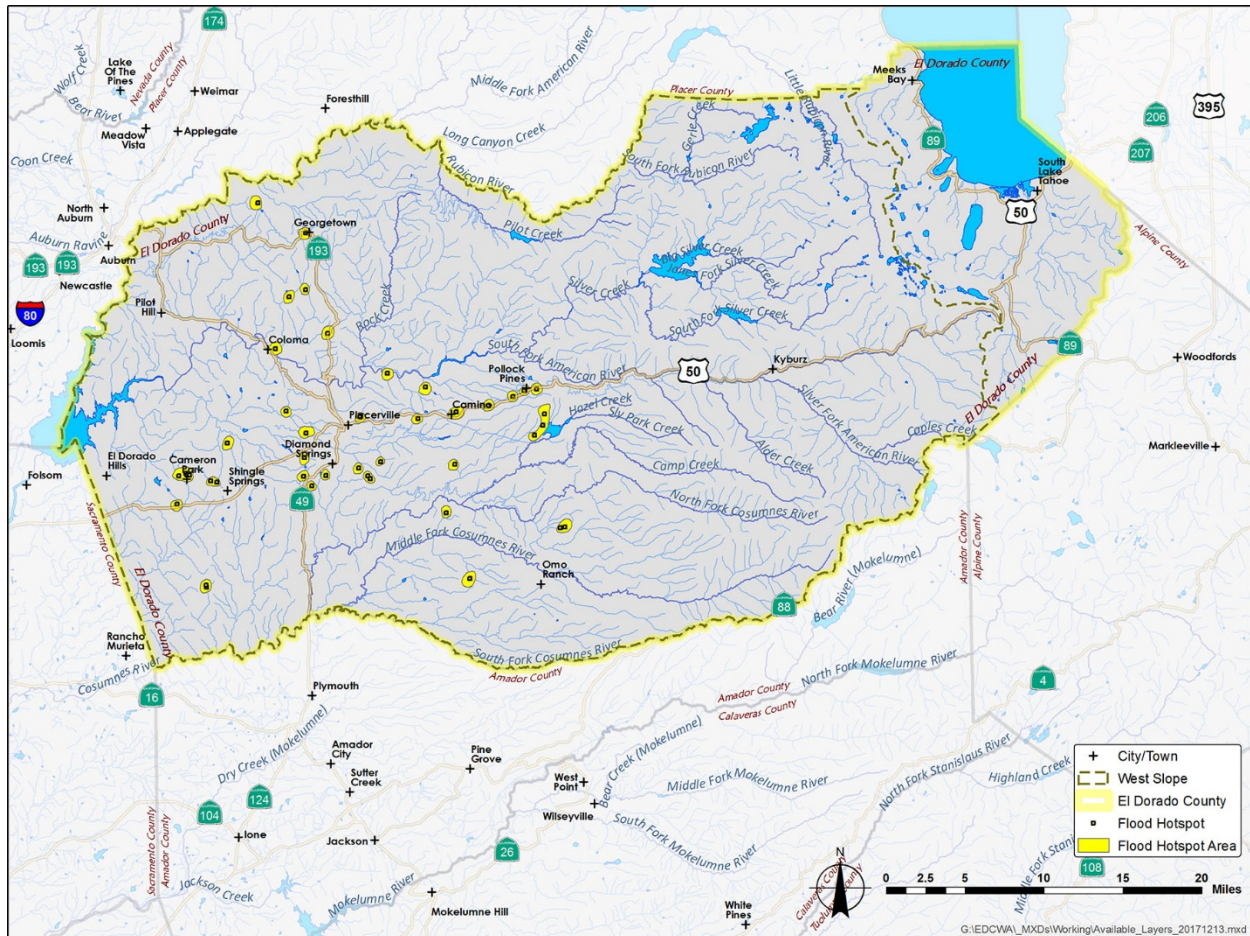 174
Lake
Of The
Pines
Weimar
Wolf Creek
Nevada County
Placer County
Bear River
Meadow
Vista
Applegate
Foresthill
Middle Fork American River
Long Canyon Creek
Rubicon River
Placer County
Gerle Creek
Little Rubicon River
South Fork Rubicon River
Meeks
Bay
El Dorado County
89
395
206
207
South
Lake
Tahoe
50
Alpine County
Coon Creek
North
Auburn
Auburn Ravine
Auburn
193
193
Newcastle
El Dorado County
Georgetown
193
Pilot Creek
Silver Creek
South Fork Silver Creek
Rock Creek
80
Loomis
Pilot
Hill
Coloma
South Fork American River
Pollock
Pines
50
Kyburz
89
El Dorado County
Woodfords
Placerville
Camino
Hazel Creek
Sly Park Creek
Silver Fork American River
Caples Creek
Alder Creek
Markleeville
Folsom
El Dorado
Hills
Cameron
Park
Shingle
Springs
Diamond
Springs
49
Camp Creek
North Fork Cosumnes River
Middle Fork Cosumnes River
Omo
Ranch
Sacramento County
El Dorado County
Amador County
Alpine County
Bear River (Mokelumne)
88
Rancho
Murieta
Cosumnes River
South Fork Cosumnes River
Amador County
16
Plymouth
North Fork Mokelumne River
Amador County
Calaveras County
4
Dry Creek (Mokelumne)
Amador
City
Sutter
Creek
Pine
Grove
West
Point
Wilseyville
Bear Creek (Mokelumne)
Middle Fork Mokelumne River
South Fork Mokelumne River
North Fork Stanislaus River
Highland Creek
104
124
Ione
Jackson
26
Sacramento County
Amador County
Jackson Creek
Mokelumne River
Mokelumne Hill
White
Pines
Calaveras County
Tuolumne County
Middle Fork
108
City/Town
West Slope
El Dorado County
Flood Hotspot
Flood Hotspot Area
N
0 2.5 5 10 15 20
Miles
G:\EDCWA\_MXDs\Working\Available_Layers_20171213.mxd